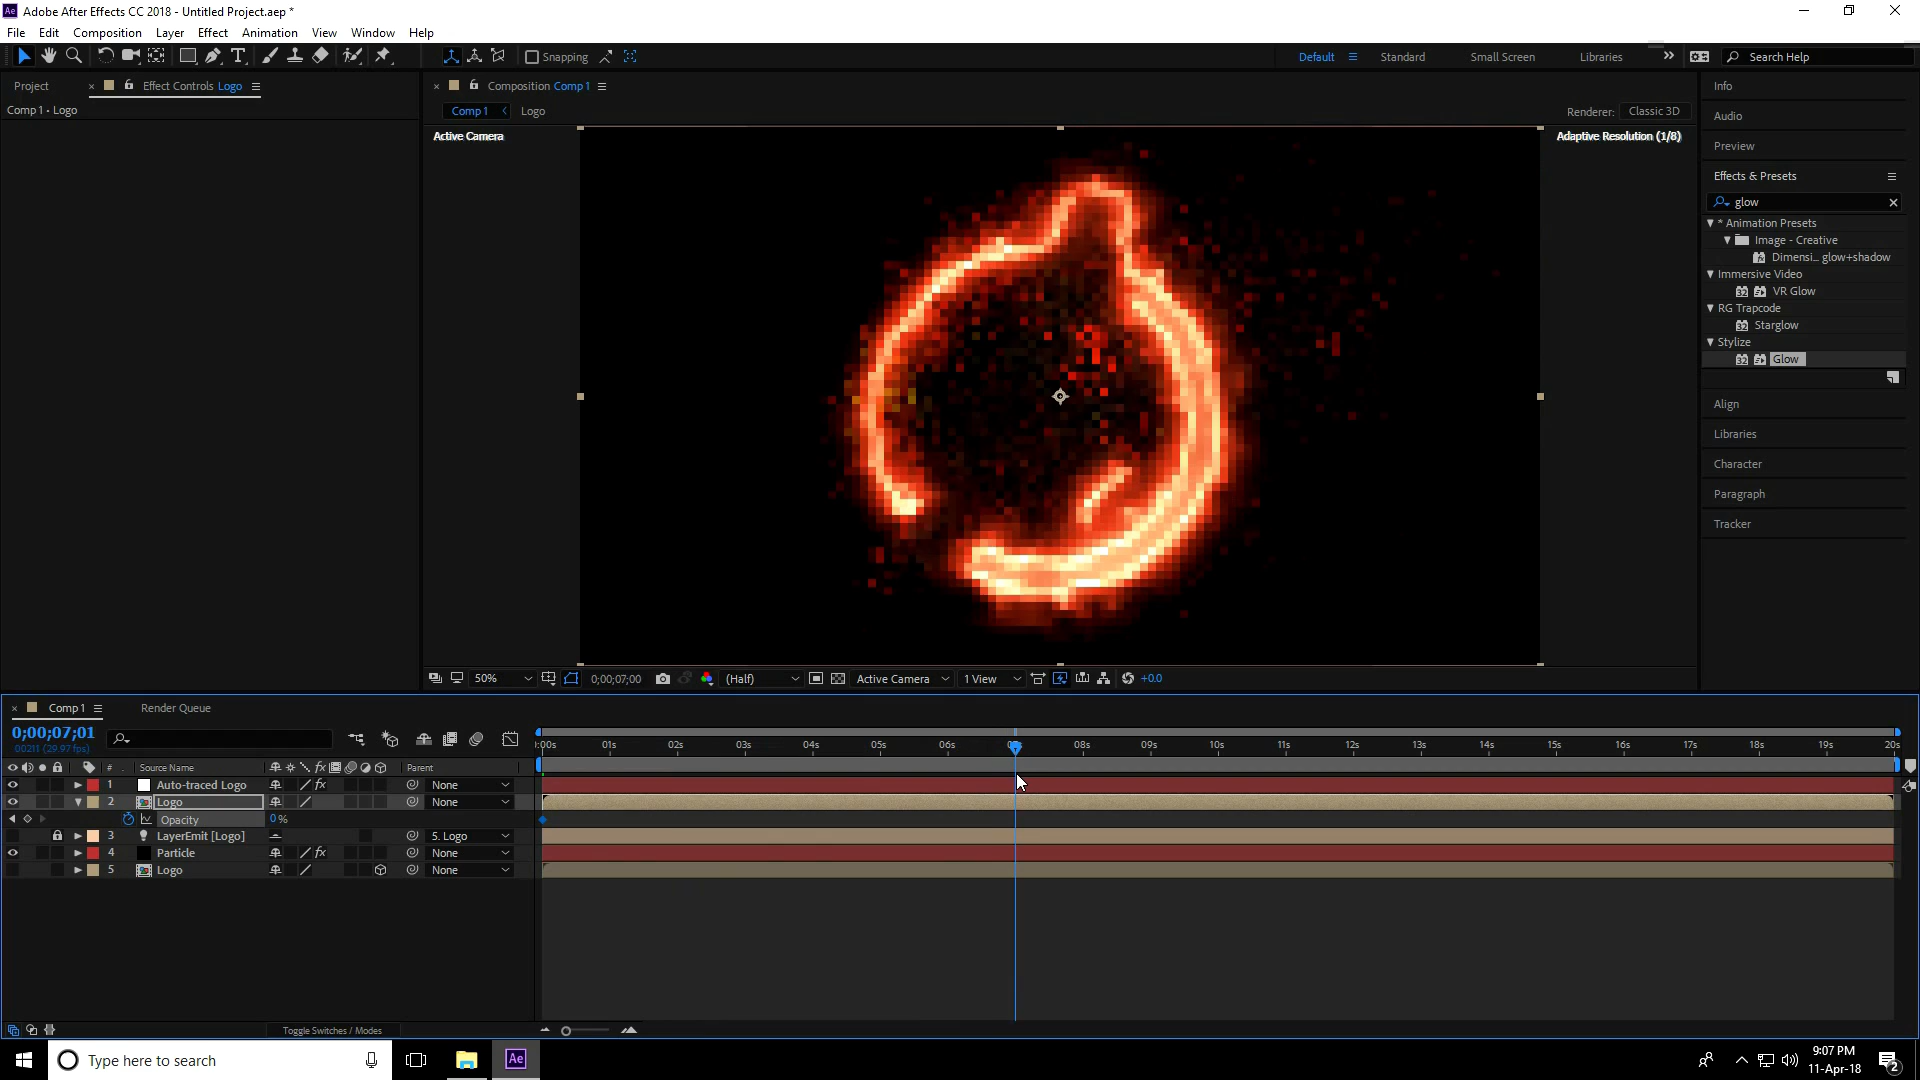 Adobe After Effects CC 2018 - Untitled Project.aep *
File Edit Composition Layer Effect Animation View Window Help
Snapping
Default Standard Small Screen Libraries Search Help
Project Effect Controls Logo
Comp 1 • Logo
Composition Comp 1
Comp 1 Logo
Renderer: Classic 3D
Active Camera
Adaptive Resolution (1/8)
Info
Audio
Preview
Effects & Presets
glow
* Animation Presets
Image - Creative
Dimensi... glow+shadow
Immersive Video
VR Glow
RG Trapcode
Starglow
Stylize
Glow
Align
Libraries
Character
Paragraph
Tracker
50% 0;00;07;00 (Half) Active Camera 1 View +0.0
Comp 1 Render Queue
0;00;07;01
00211 (29.97 fps)
:00s 01s 02s 03s 04s 05s 06s 08s 09s 10s 11s 12s 13s 14s 15s 16s 17s 18s 19s 20s
# Source Name Parent
1 Auto-traced Logo None
2 Logo None
Opacity 0 %
3 LayerEmit [Logo] 5. Logo
4 Particle None
5 Logo None
Toggle Switches / Modes
Type here to search
9:07 PM
11-Apr-18
2